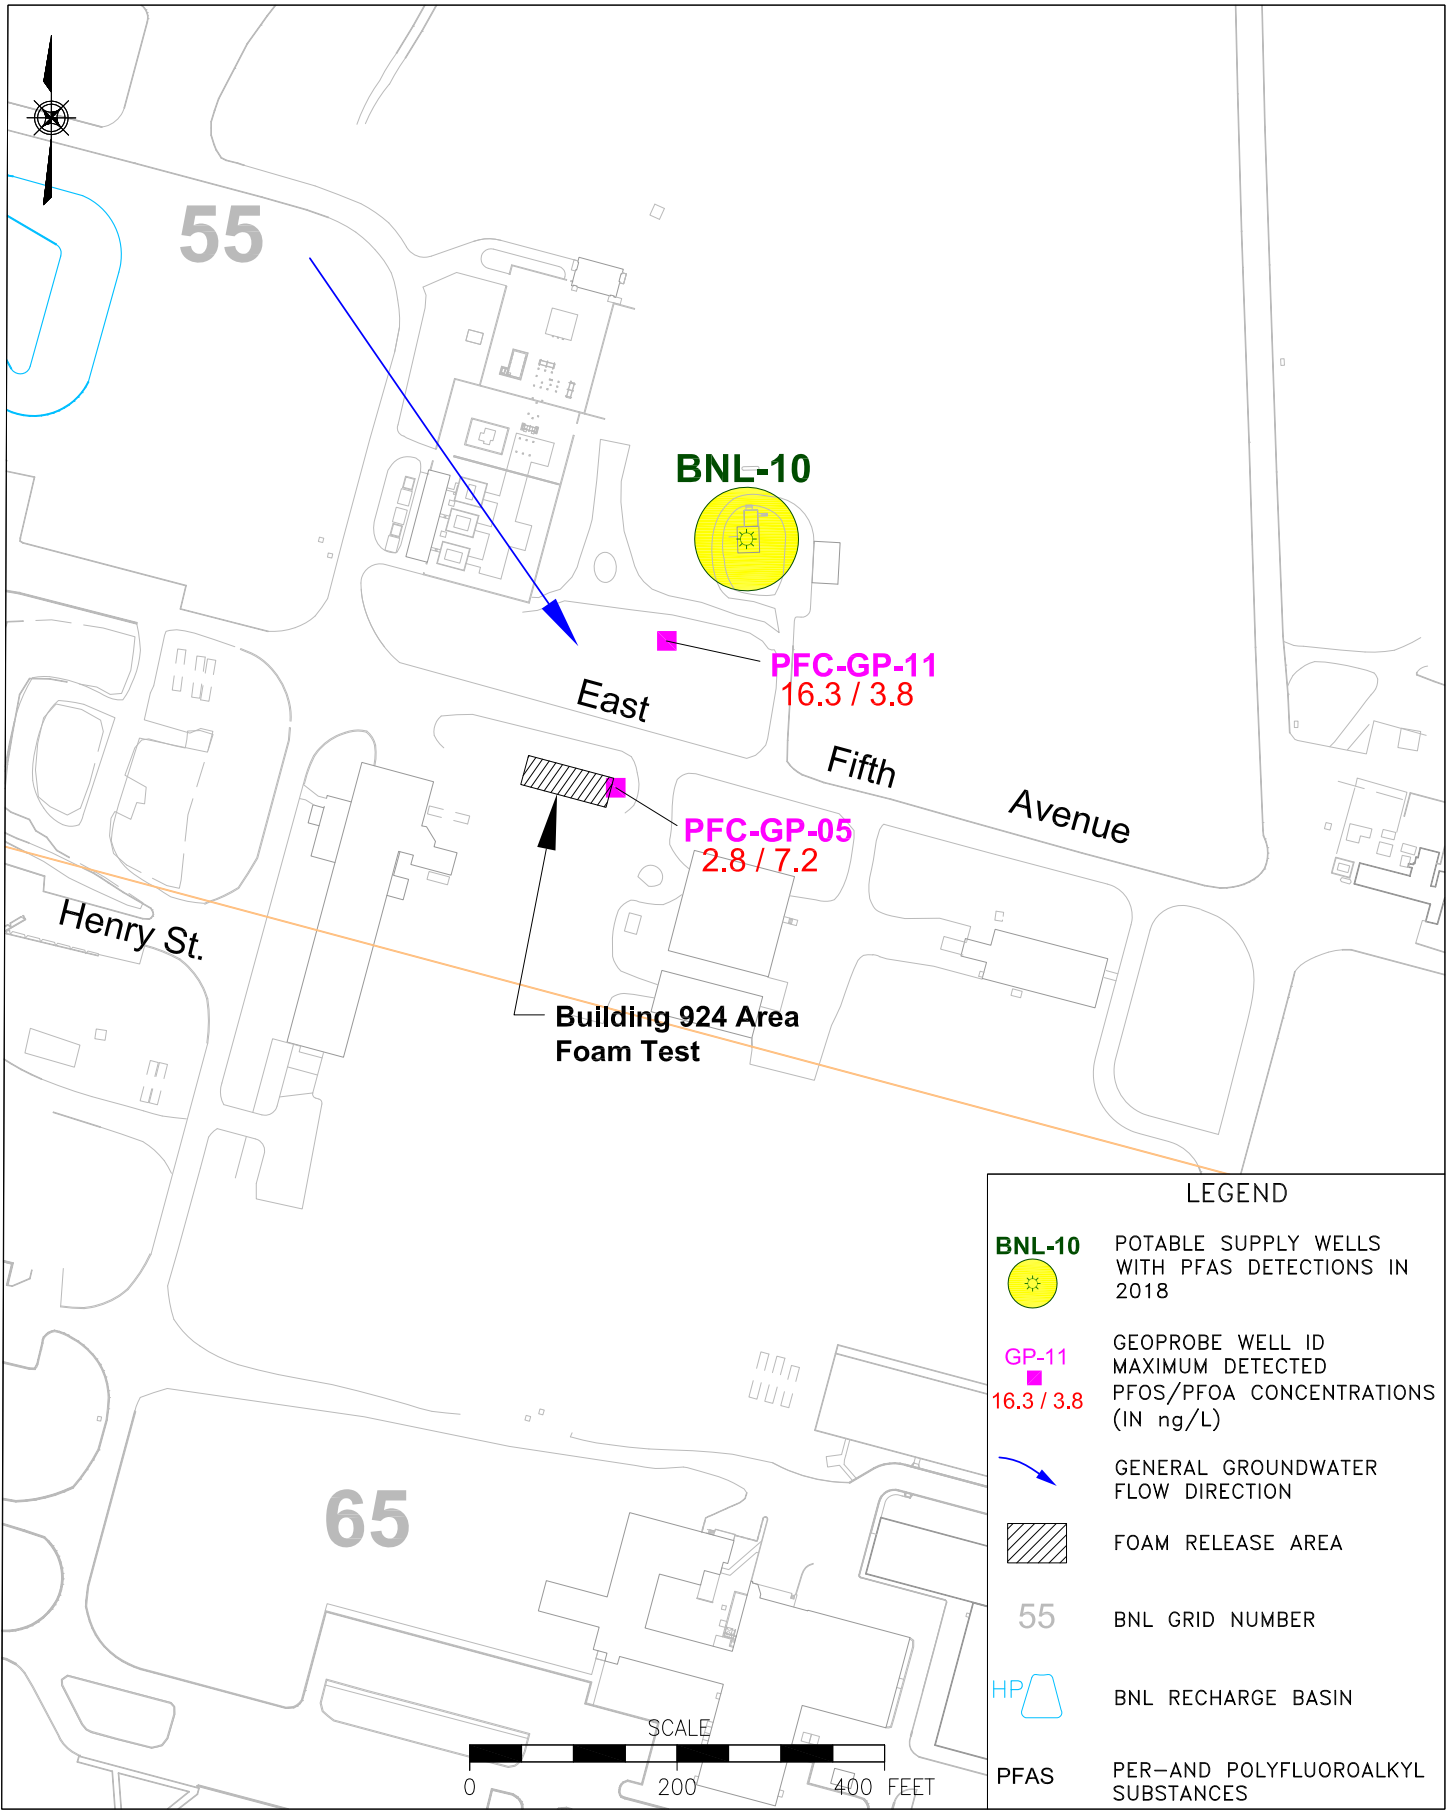 55
BNL-10
PFC-GP-11
16.3 / 3.8
East
Fifth
Avenue
PFC-GP-05
2.8 / 7.2
Henry St.
Building 924 Area
Foam Test
65
SCALE
0 200 400 FEET
LEGEND
BNL-10
POTABLE SUPPLY WELLS
WITH PFAS DETECTIONS IN
2018
GP-11
16.3 / 3.8
GEOPROBE WELL ID
MAXIMUM DETECTED
PFOS/PFOA CONCENTRATIONS
(IN ng/L)
GENERAL GROUNDWATER
FLOW DIRECTION
FOAM RELEASE AREA
55
BNL GRID NUMBER
HP
BNL RECHARGE BASIN
PFAS
PER-AND POLYFLUOROALKYL
SUBSTANCES